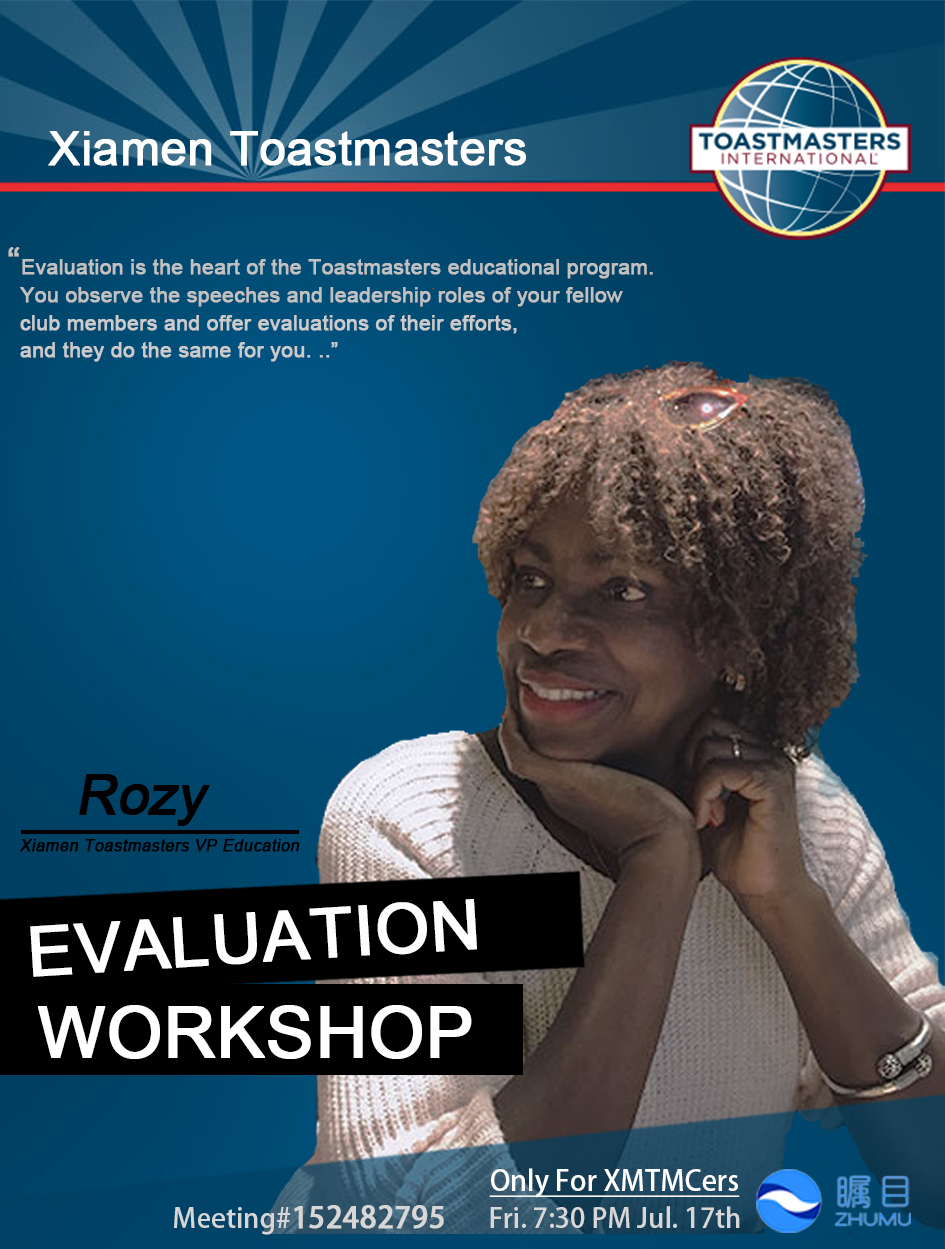 Xiamen Toastmasters
TOASTMASTERS
INTERNATIONAL
“Evaluation is the heart of the Toastmasters educational program.
You observe the speeches and leadership roles of your fellow
club members and offer evaluations of their efforts,
and they do the same for you. ..”
Rozy
Xiamen Toastmasters VP Education
EVALUATION
WORKSHOP
Only For XMTMCers
Meeting#152482795 Fri. 7:30 PM Jul. 17th
瞩目
ZHUMU